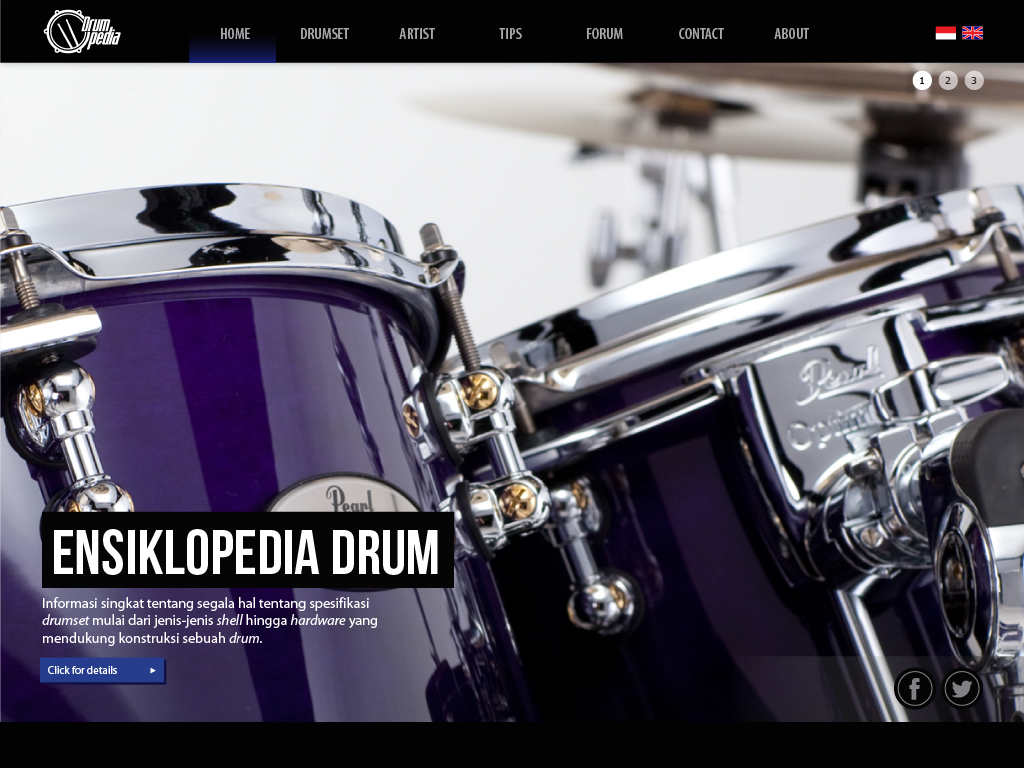 Drum
pedia
HOME
DRUMSET
ARTIST
TIPS
FORUM
CONTACT
ABOUT
1
2
3
Pearl
Pearl
ENSIKLOPEDIA DRUM
Informasi singkat tentang segala hal tentang spesifikasi
drumset mulai dari jenis-jenis shell hingga hardware yang
mendukung konstruksi sebuah drum.
Click for details